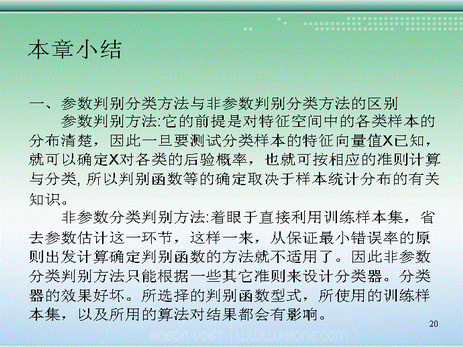 本章小结
一、参数判别分类方法与非参数判别分类方法的区别
参数判别方法:它的前提是对特征空间中的各类样本的
分布清楚，因此一旦要测试分类样本的特征向量值X已知，
就可以确定X对各类的后验概率，也就可按相应的准则计算
与分类，所以判别函数等的确定取决于样本统计分布的有关
知识。
非参数分类判别方法:着眼于直接利用训练样本集，省
去参数估计这一环节，这样一来，从保证最小错误率的原
则出发计算确定判别函数的方法就不适用了。因此非参数
分类判别方法只能根据一些其它准则来设计分类器。分类
器的效果好坏。所选择的判别函数型式，所使用的训练样
本集，以及所用的算法对结果都会有影响。
20